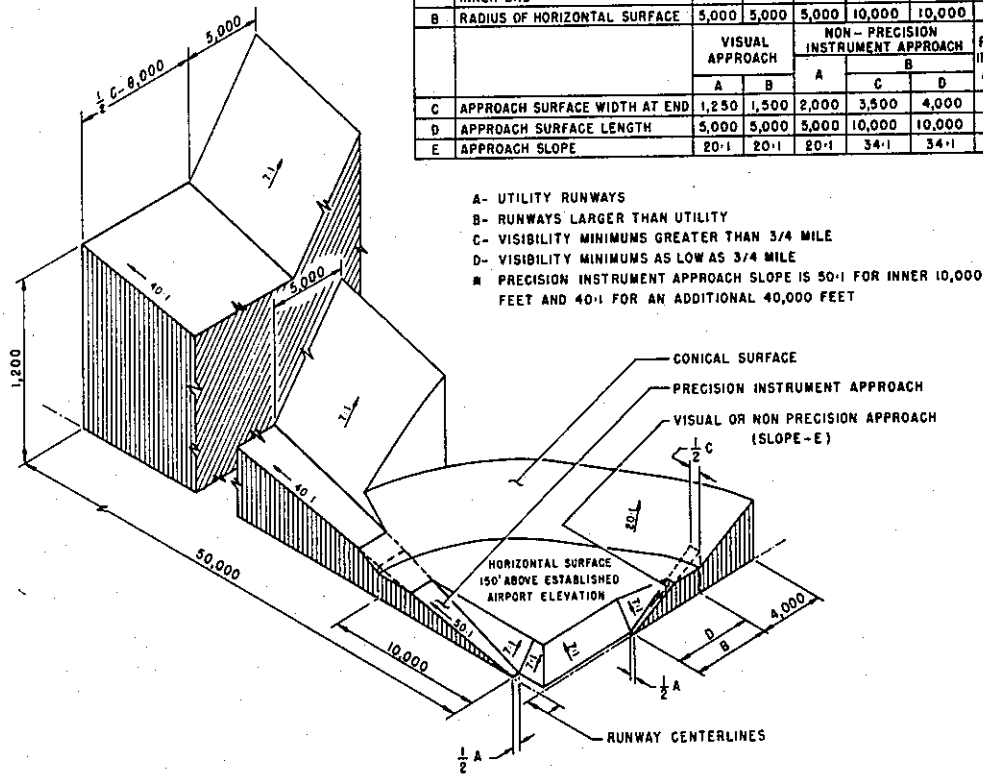 B RADIUS OF HORIZONTAL SURFACE 5,000 5,000 5,000 10,000 10,000
VISUAL APPROACH NON-PRECISION INSTRUMENT APPROACH
A B A B
C D
C APPROACH SURFACE WIDTH AT END 1,250 1,500 2,000 3,500 4,000
D APPROACH SURFACE LENGTH 5,000 5,000 5,000 10,000 10,000
E APPROACH SLOPE 20:1 20:1 20:1 34:1 34:1
A- UTILITY RUNWAYS
B- RUNWAYS LARGER THAN UTILITY
C- VISIBILITY MINIMUMS GREATER THAN 3/4 MILE
D- VISIBILITY MINIMUMS AS LOW AS 3/4 MILE
* PRECISION INSTRUMENT APPROACH SLOPE IS 50:1 FOR INNER 10,000
FEET AND 40:1 FOR AN ADDITIONAL 40,000 FEET
5,000
1/2 C-8,000
7:1
40:1
5,000
1,200
CONICAL SURFACE
PRECISION INSTRUMENT APPROACH
VISUAL OR NON PRECISION APPROACH
(SLOPE-E)
1/2 C
7:1
40:1
20:1
50,000
HORIZONTAL SURFACE
150' ABOVE ESTABLISHED
AIRPORT ELEVATION
50:1
7:1
7:1
7:1
7:1
7:1
10,000
4,000
D
B
1/2 A
RUNWAY CENTERLINES
1/2 A